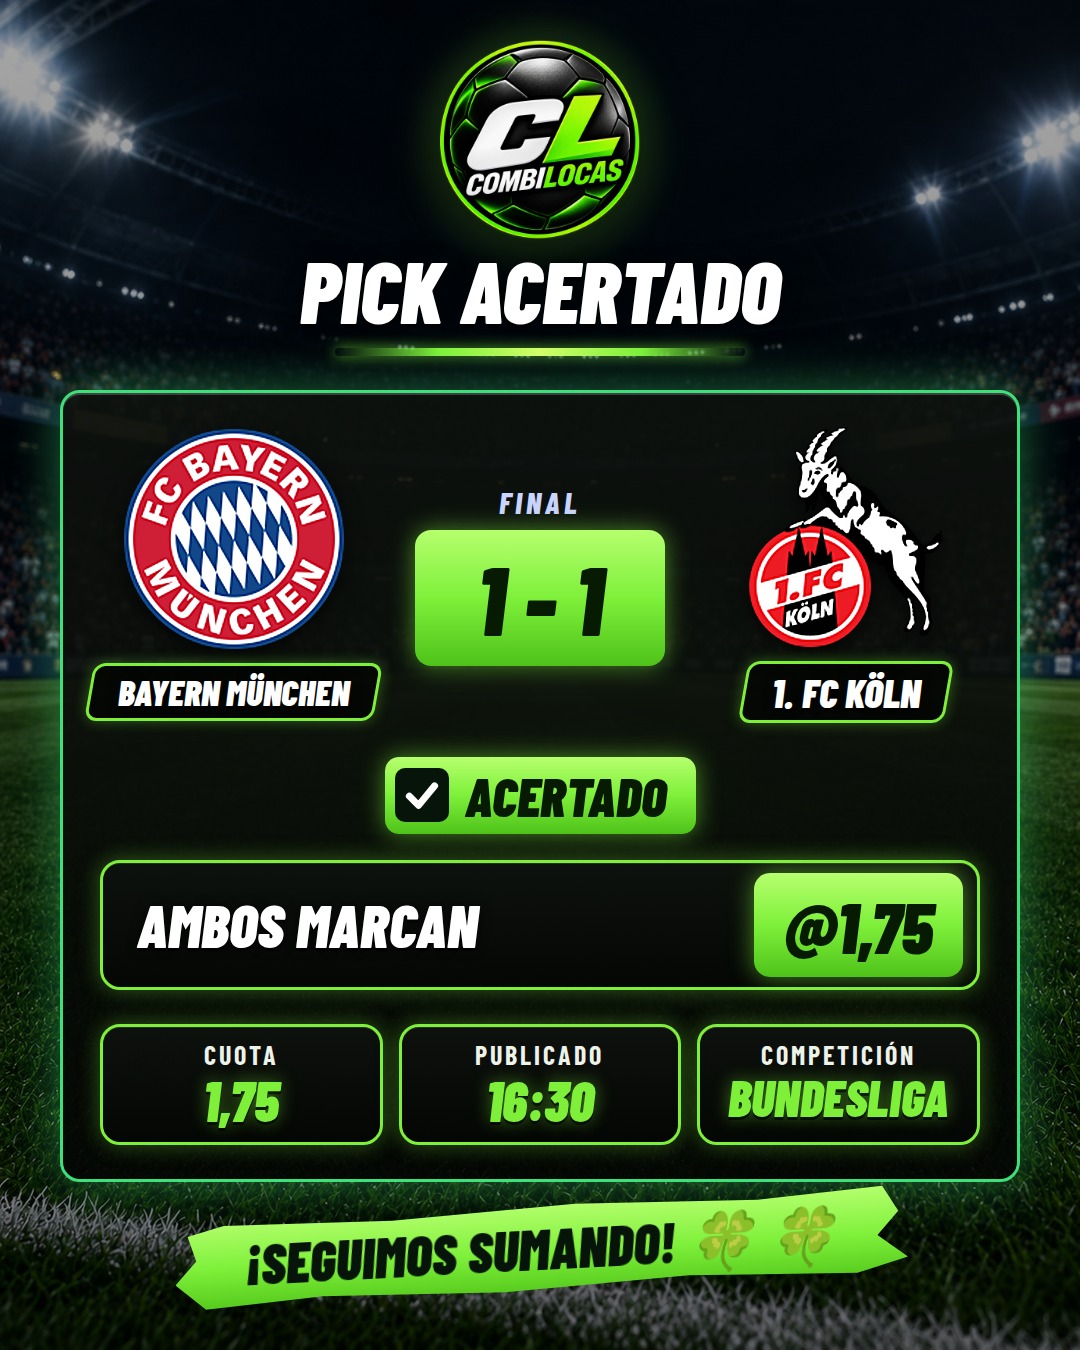 CL
COMBILOCAS
PICK ACERTADO
FC BAYERN
MÜNCHEN
FINAL
1 - 1
1.FC
KÖLN
BAYERN MÜNCHEN
1. FC KÖLN
ACERTADO
AMBOS MARCAN
@1,75
CUOTA
1,75
PUBLICADO
16:30
COMPETICIÓN
BUNDESLIGA
¡SEGUIMOS SUMANDO! 🍀 🍀